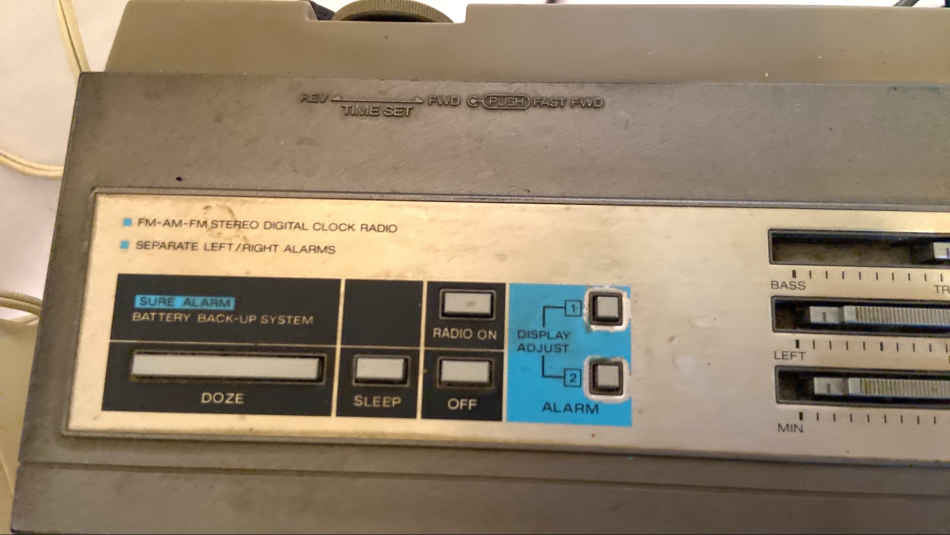 REV TIME SET FWD PUSH FAST FWD
FM-AM-FM STEREO DIGITAL CLOCK RADIO
SEPARATE LEFT/RIGHT ALARMS
SURE ALARM
BATTERY BACK-UP SYSTEM
RADIO ON
DOZE
SLEEP
OFF
1
DISPLAY
ADJUST
2
ALARM
BASS
TR
LEFT
MIN